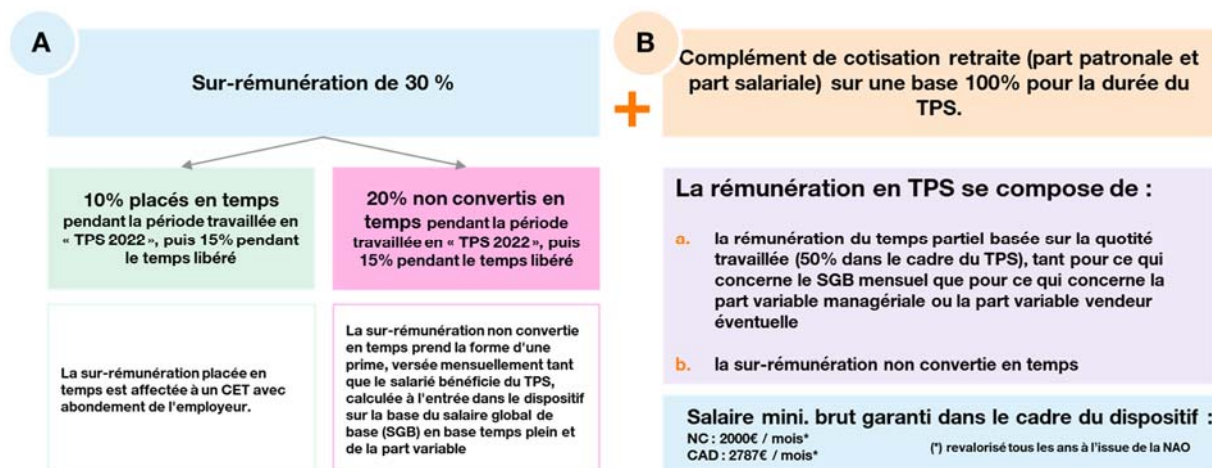 A
Sur-rémunération de 30 %
10% placés en temps
pendant la période travaillée en
« TPS 2022 », puis 15% pendant
le temps libéré
20% non convertis en
temps pendant la période
travaillée en « TPS 2022 », puis
15% pendant le temps libéré
La sur-rémunération placée en
temps est affectée à un CET avec
abondement de l'employeur.
La sur-rémunération non convertie
en temps prend la forme d'une
prime, versée mensuellement tant
que le salarié bénéficie du TPS,
calculée à l'entrée dans le dispositif
sur la base du salaire global de
base (SGB) en base temps plein et
de la part variable
+
B
Complément de cotisation retraite (part patronale et
part salariale) sur une base 100% pour la durée du
TPS.
La rémunération en TPS se compose de :
a. la rémunération du temps partiel basée sur la quotité
travaillée (50% dans le cadre du TPS), tant pour ce qui
concerne le SGB mensuel que pour ce qui concerne la
part variable managériale ou la part variable vendeur
éventuelle
b. la sur-rémunération non convertie en temps
Salaire mini. brut garanti dans le cadre du dispositif :
NC : 2000€ / mois*
CAD : 2787€ / mois*
(*) revalorisé tous les ans à l'issue de la NAO